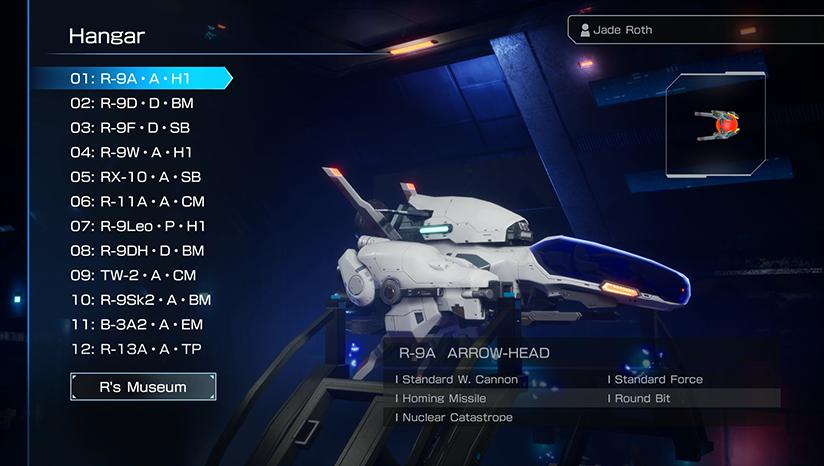 Hangar
Jade Roth
01: R-9A・A・H1
02: R-9D・D・BM
03: R-9F・D・SB
04: R-9W・A・H1
05: RX-10・A・SB
06: R-11A・A・CM
07: R-9Leo・P・H1
08: R-9DH・D・BM
09: TW-2・A・CM
10: R-9Sk2・A・BM
11: B-3A2・A・EM
12: R-13A・A・TP
R's Museum
R-9A ARROW-HEAD
Standard W. Cannon
Standard Force
Homing Missile
Round Bit
Nuclear Catastrope